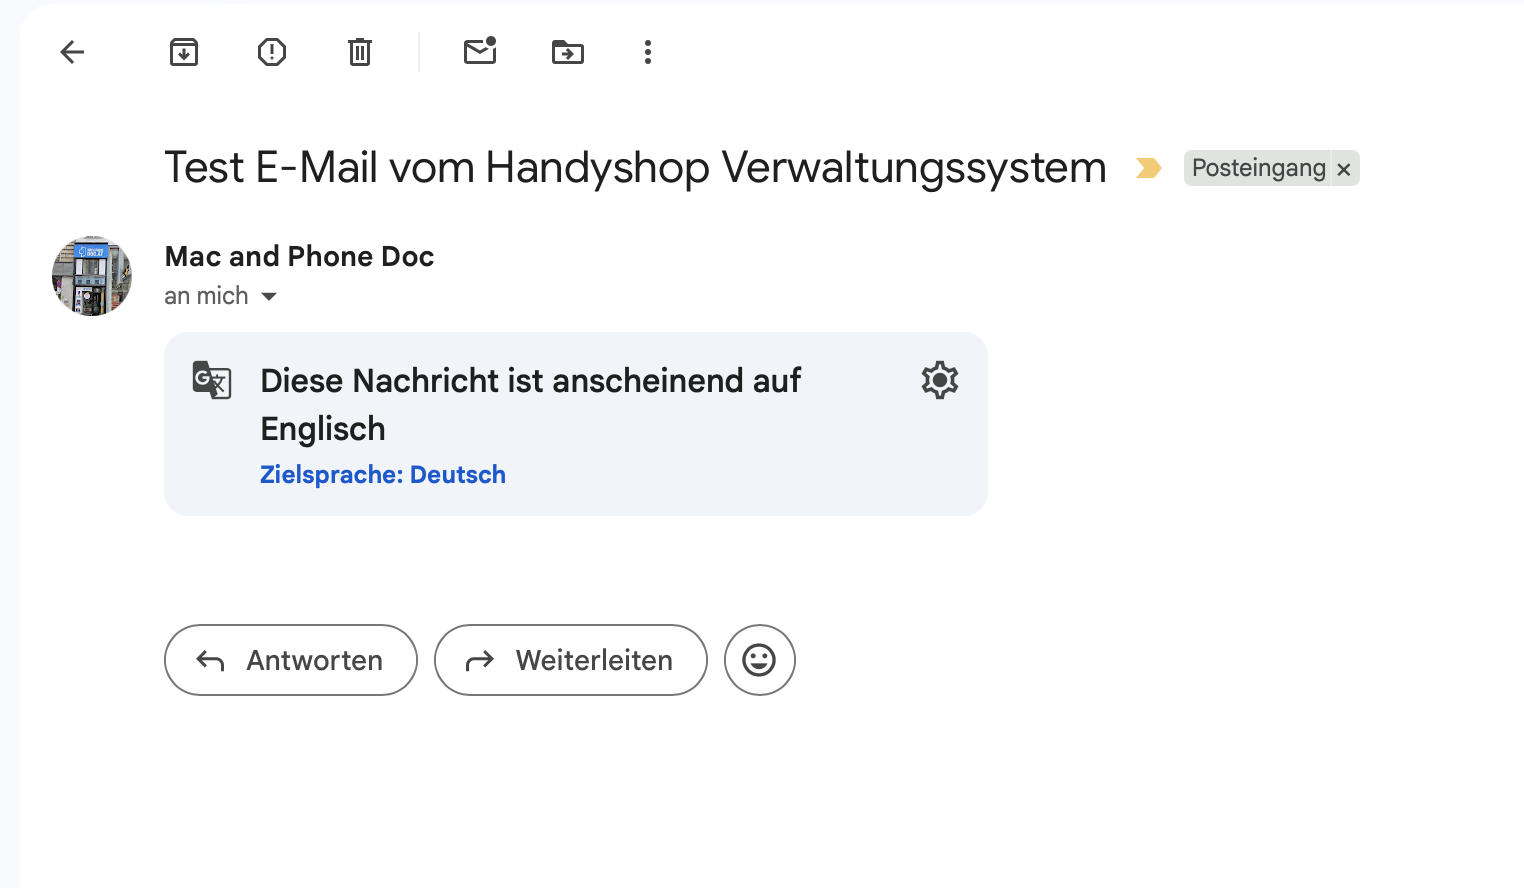 Test E-Mail vom Handyshop Verwaltungssystem Posteingang ×
Mac and Phone Doc
an mich
Diese Nachricht ist anscheinend auf
Englisch
Zielsprache: Deutsch
Antworten Weiterleiten